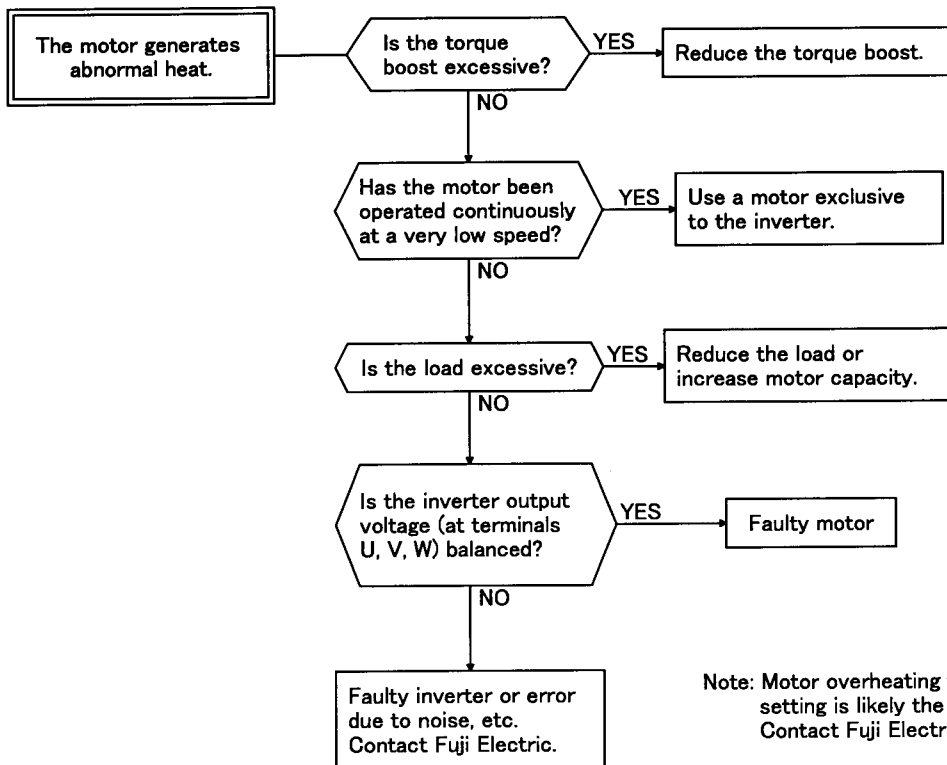 The motor generates
abnormal heat.
Is the torque
boost excessive?
YES
Reduce the torque boost.
NO
Has the motor been
operated continuously
at a very low speed?
YES
Use a motor exclusive
to the inverter.
NO
Is the load excessive?
YES
Reduce the load or
increase motor capacity.
NO
Is the inverter output
voltage (at terminals
U, V, W) balanced?
YES
Faulty motor
NO
Faulty inverter or error
due to noise, etc.
Contact Fuji Electric.
Note: Motor overheating
setting is likely the
Contact Fuji Electr